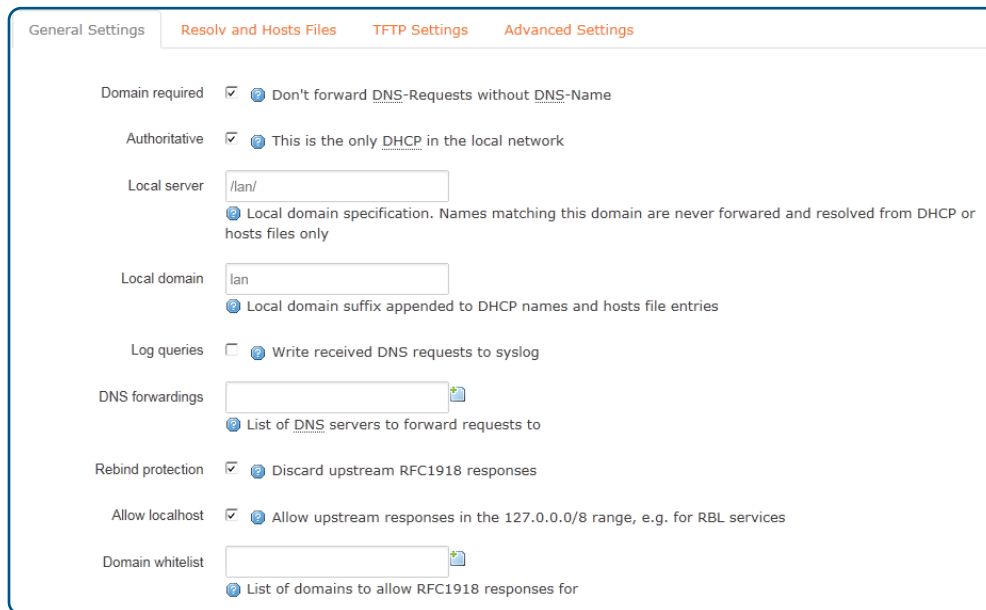 General Settings Resolv and Hosts Files TFTP Settings Advanced Settings
Domain required Don't forward DNS-Requests without DNS-Name
Authoritative This is the only DHCP in the local network
Local server /lan/
Local domain specification. Names matching this domain are never forwared and resolved from DHCP or
hosts files only
Local domain lan
Local domain suffix appended to DHCP names and hosts file entries
Log queries Write received DNS requests to syslog
DNS forwardings
List of DNS servers to forward requests to
Rebind protection Discard upstream RFC1918 responses
Allow localhost Allow upstream responses in the 127.0.0.0/8 range, e.g. for RBL services
Domain whitelist
List of domains to allow RFC1918 responses for